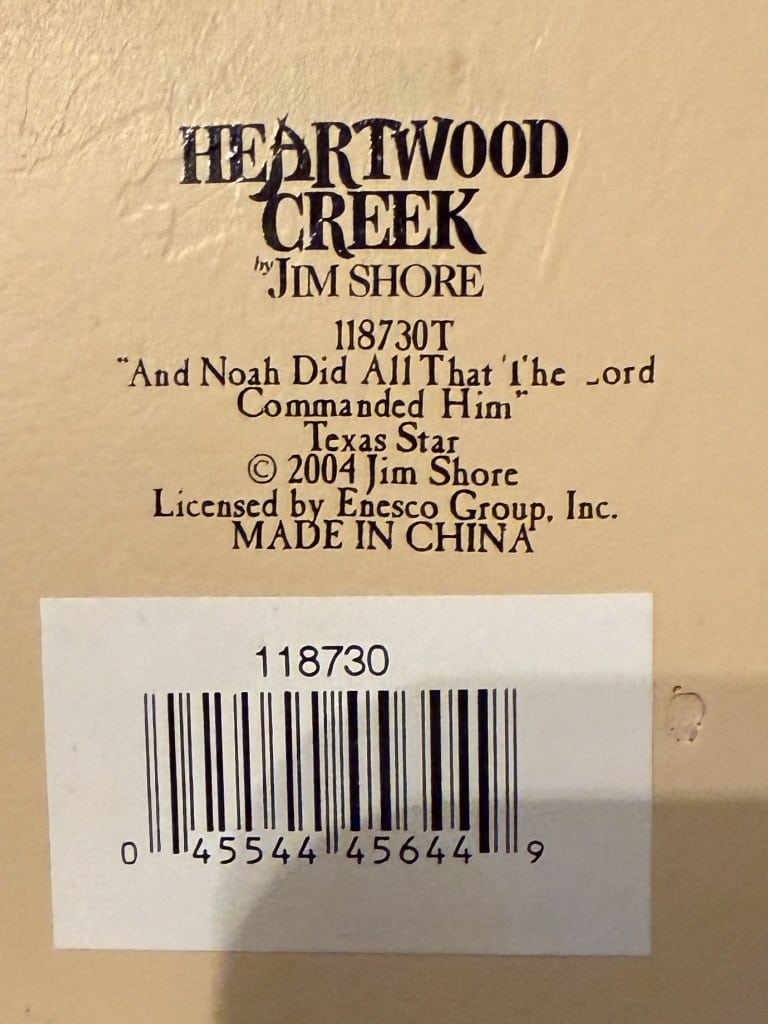 HEARTWOOD
CREEK
by JIM SHORE
118730T
"And Noah Did All That The Lord
Commanded Him"
Texas Star
© 2004 Jim Shore
Licensed by Enesco Group, Inc.
MADE IN CHINA
118730
0 45544 45644 9